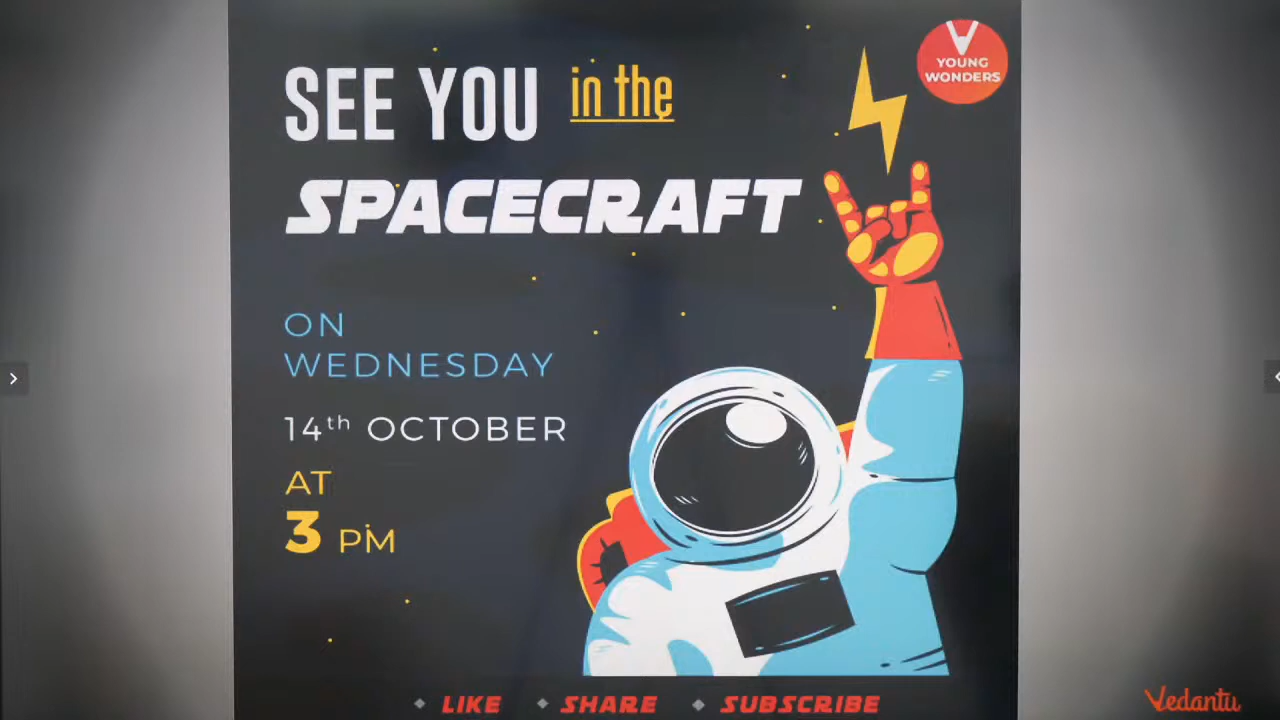 SEE YOU in the
SPACECRAFT
YOUNG
WONDERS
ON
WEDNESDAY
14th OCTOBER
AT
3 PM
LIKE SHARE SUBSCRIBE
Vedantu